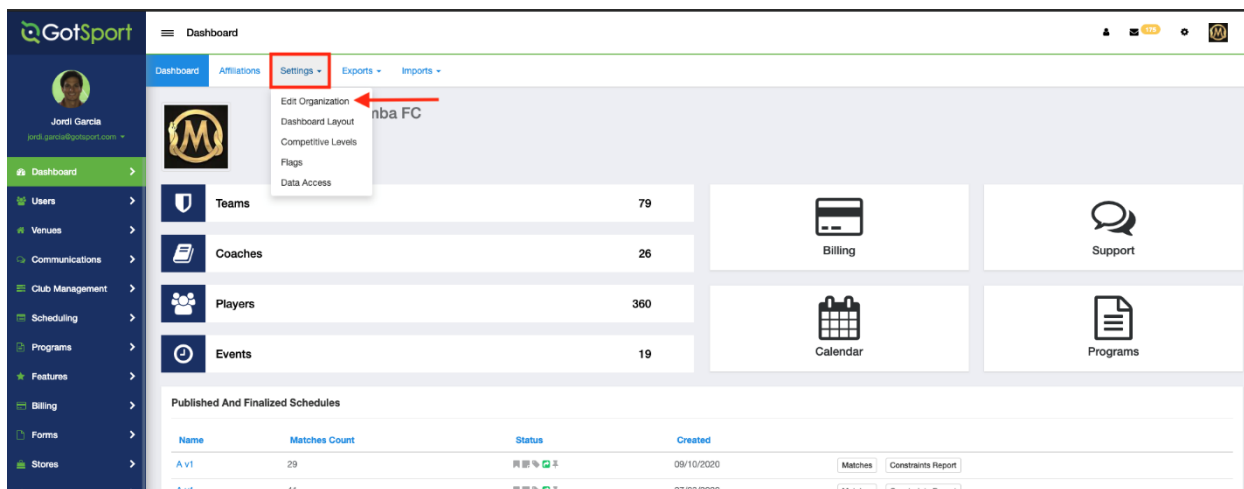 GotSport
Dashboard
175
Jordi Garcia
jordi.garcia@gotsport.com
Dashboard
Users
Venues
Communications
Club Management
Scheduling
Programs
Features
Billing
Forms
Stores
Dashboard Affiliations Settings Exports Imports
Edit Organization
Dashboard Layout
Competitive Levels
Flags
Data Access
mba FC
M
Teams 79
Coaches 26
Players 360
Events 19
Billing
Support
Calendar
Programs
Published And Finalized Schedules
Name Matches Count Status Created
A v1 29 09/10/2020 Matches Constraints Report